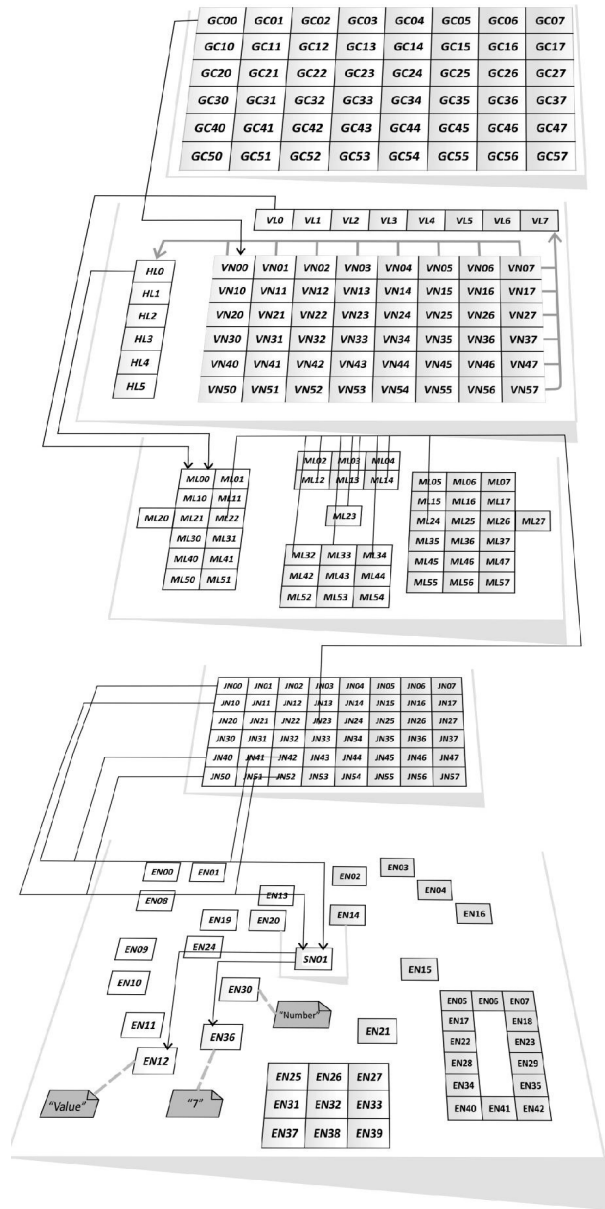 GC00 GC01 GC02 GC03 GC04 GC05 GC06 GC07
GC10 GC11 GC12 GC13 GC14 GC15 GC16 GC17
GC20 GC21 GC22 GC23 GC24 GC25 GC26 GC27
GC30 GC31 GC32 GC33 GC34 GC35 GC36 GC37
GC40 GC41 GC42 GC43 GC44 GC45 GC46 GC47
GC50 GC51 GC52 GC53 GC54 GC55 GC56 GC57
VL0 VL1 VL2 VL3 VL4 VL5 VL6 VL7
HL0
HL1
HL2
HL3
HL4
HL5
VN00 VN01 VN02 VN03 VN04 VN05 VN06 VN07
VN10 VN11 VN12 VN13 VN14 VN15 VN16 VN17
VN20 VN21 VN22 VN23 VN24 VN25 VN26 VN27
VN30 VN31 VN32 VN33 VN34 VN35 VN36 VN37
VN40 VN41 VN42 VN43 VN44 VN45 VN46 VN47
VN50 VN51 VN52 VN53 VN54 VN55 VN56 VN57
ML00 ML01
ML10 ML11
ML20 ML21 ML22
ML30 ML31
ML40 ML41
ML50 ML51
ML02 ML03 ML04
ML12 ML13 ML14
ML23
ML32 ML33 ML34
ML42 ML43 ML44
ML52 ML53 ML54
ML05 ML06 ML07
ML15 ML16 ML17
ML24 ML25 ML26 ML27
ML35 ML36 ML37
ML45 ML46 ML47
ML55 ML56 ML57
JN00 JN01 JN02 JN03 JN04 JN05 JN06 JN07
JN10 JN11 JN12 JN13 JN14 JN15 JN16 JN17
JN20 JN21 JN22 JN23 JN24 JN25 JN26 JN27
JN30 JN31 JN32 JN33 JN34 JN35 JN36 JN37
JN40 JN41 JN42 JN43 JN44 JN45 JN46 JN47
JN50 JN51 JN52 JN53 JN54 JN55 JN56 JN57
EN00 EN01 EN02 EN03
EN08 EN13 EN04
EN19 EN20 EN14 EN16
EN09 EN24 SN01 EN15
EN10 EN30
"Number"
EN11 EN36 EN21
EN12
"Value" "7"
EN05 EN06 EN07
EN17 EN18
EN22 EN23
EN28 EN29
EN34 EN35
EN40 EN41 EN42
EN25 EN26 EN27
EN31 EN32 EN33
EN37 EN38 EN39